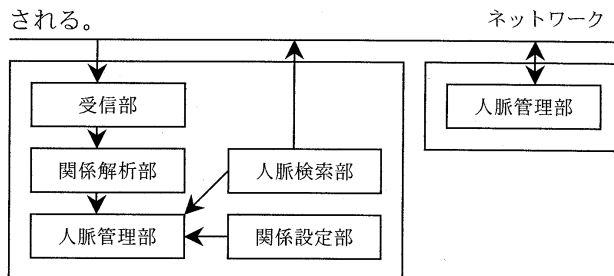 される。
ネットワーク
受信部
人脈管理部
関係解析部
人脈検索部
人脈管理部
関係設定部